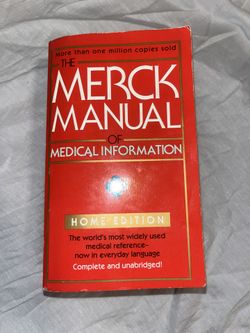 More than one million copies sold
THE
MERCK
MANUAL
OF
MEDICAL INFORMATION
HOME EDITION
The world's most widely used
medical reference–
now in everyday language
Complete and unabridged!